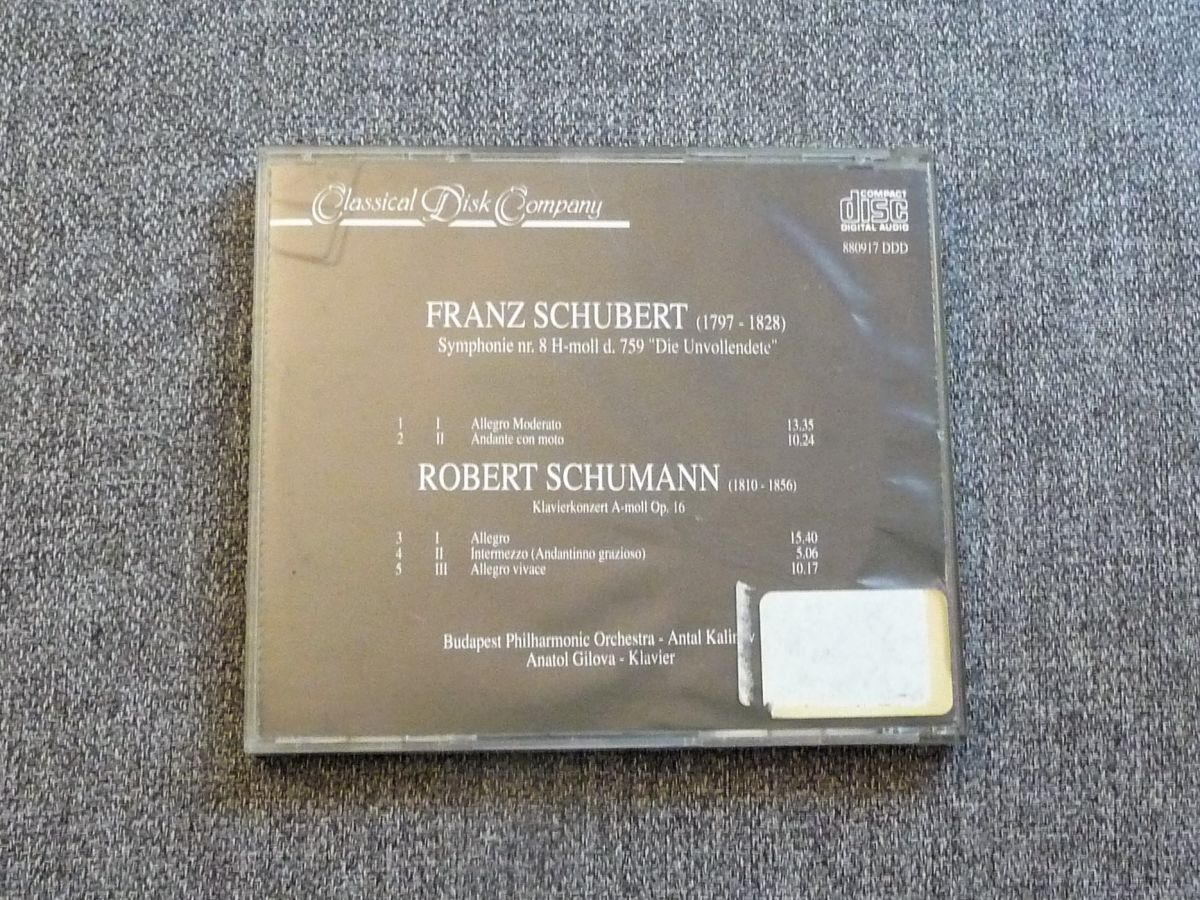 Classical Disk Company
COMPACT
disc
DIGITAL AUDIO
880917 DDD
FRANZ SCHUBERT (1797 - 1828)
Symphonie nr. 8 H-moll d. 759 "Die Unvollendete"
1 I Allegro Moderato 13.35
2 II Andante con moto 10.24
ROBERT SCHUMANN (1810 - 1856)
Klavierkonzert A-moll Op. 16
3 I Allegro 15.40
4 II Intermezzo (Andantinno grazioso) 5.06
5 III Allegro vivace 10.17
Budapest Philharmonic Orchestra - Antal
Anatol Gilova - Klavier